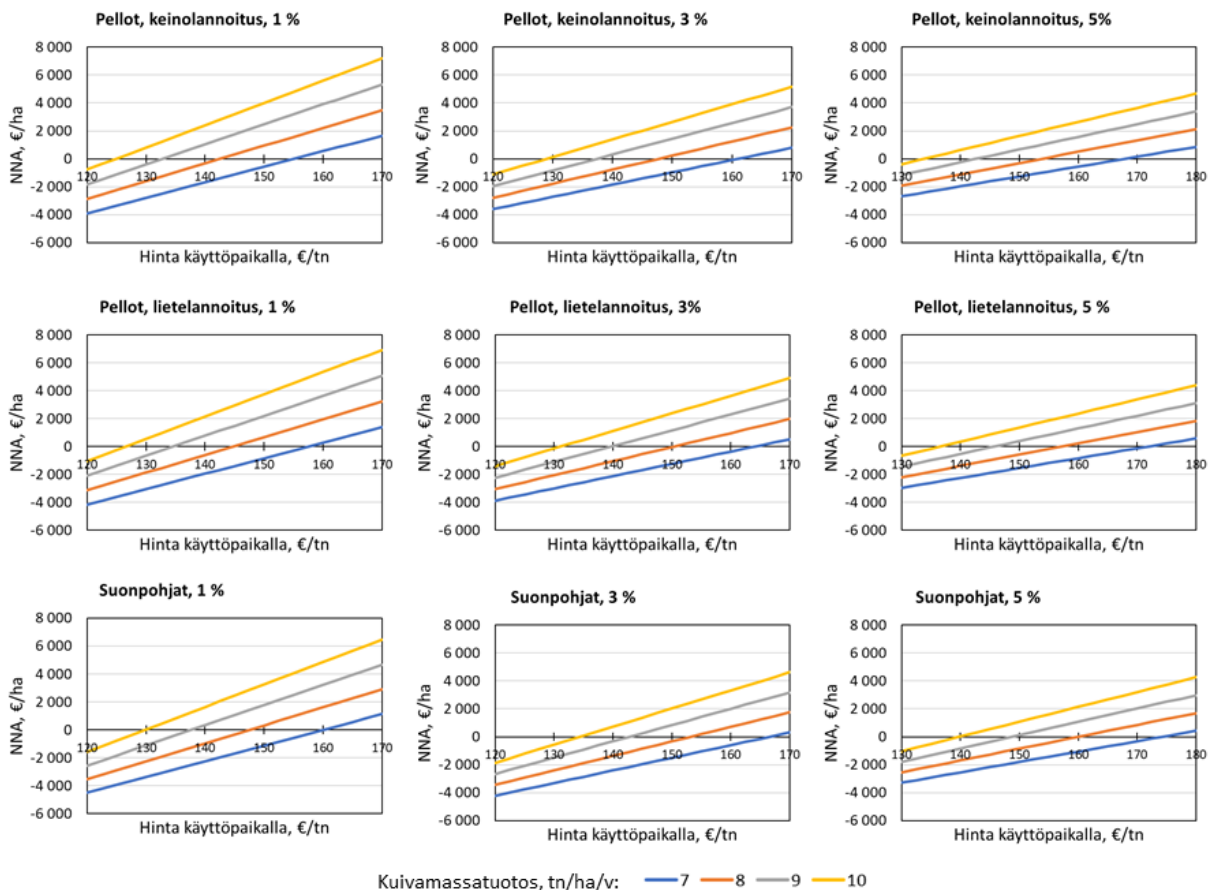 Pellot, keinolannoitus, 1 %
NNA, €/ha
8 000
6 000
4 000
2 000
0
-2 000
-4 000
-6 000
120 130 140 150 160 170
Hinta käyttöpaikalla, €/tn
Pellot, keinolannoitus, 3 %
NNA, €/ha
8 000
6 000
4 000
2 000
0
-2 000
-4 000
-6 000
120 130 140 150 160 170
Hinta käyttöpaikalla, €/tn
Pellot, keinolannoitus, 5%
NNA, €/ha
8 000
6 000
4 000
2 000
0
-2 000
-4 000
-6 000
130 140 150 160 170 180
Hinta käyttöpaikalla, €/tn
Pellot, lietelannoitus, 1 %
NNA, €/ha
8 000
6 000
4 000
2 000
0
-2 000
-4 000
-6 000
120 130 140 150 160 170
Hinta käyttöpaikalla, €/tn
Pellot, lietelannoitus, 3%
NNA, €/ha
8 000
6 000
4 000
2 000
0
-2 000
-4 000
-6 000
120 130 140 150 160 170
Hinta käyttöpaikalla, €/tn
Pellot, lietelannoitus, 5 %
NNA, €/ha
8 000
6 000
4 000
2 000
0
-2 000
-4 000
-6 000
130 140 150 160 170 180
Hinta käyttöpaikalla, €/tn
Suonpohjat, 1 %
NNA, €/ha
8 000
6 000
4 000
2 000
0
-2 000
-4 000
-6 000
120 130 140 150 160 170
Hinta käyttöpaikalla, €/tn
Suonpohjat, 3 %
NNA, €/ha
8 000
6 000
4 000
2 000
0
-2 000
-4 000
-6 000
120 130 140 150 160 170
Hinta käyttöpaikalla, €/tn
Suonpohjat, 5 %
NNA, €/ha
8 000
6 000
4 000
2 000
0
-2 000
-4 000
-6 000
130 140 150 160 170 180
Hinta käyttöpaikalla, €/tn
Kuivamassatuotos, tn/ha/v: 7 8 9 10